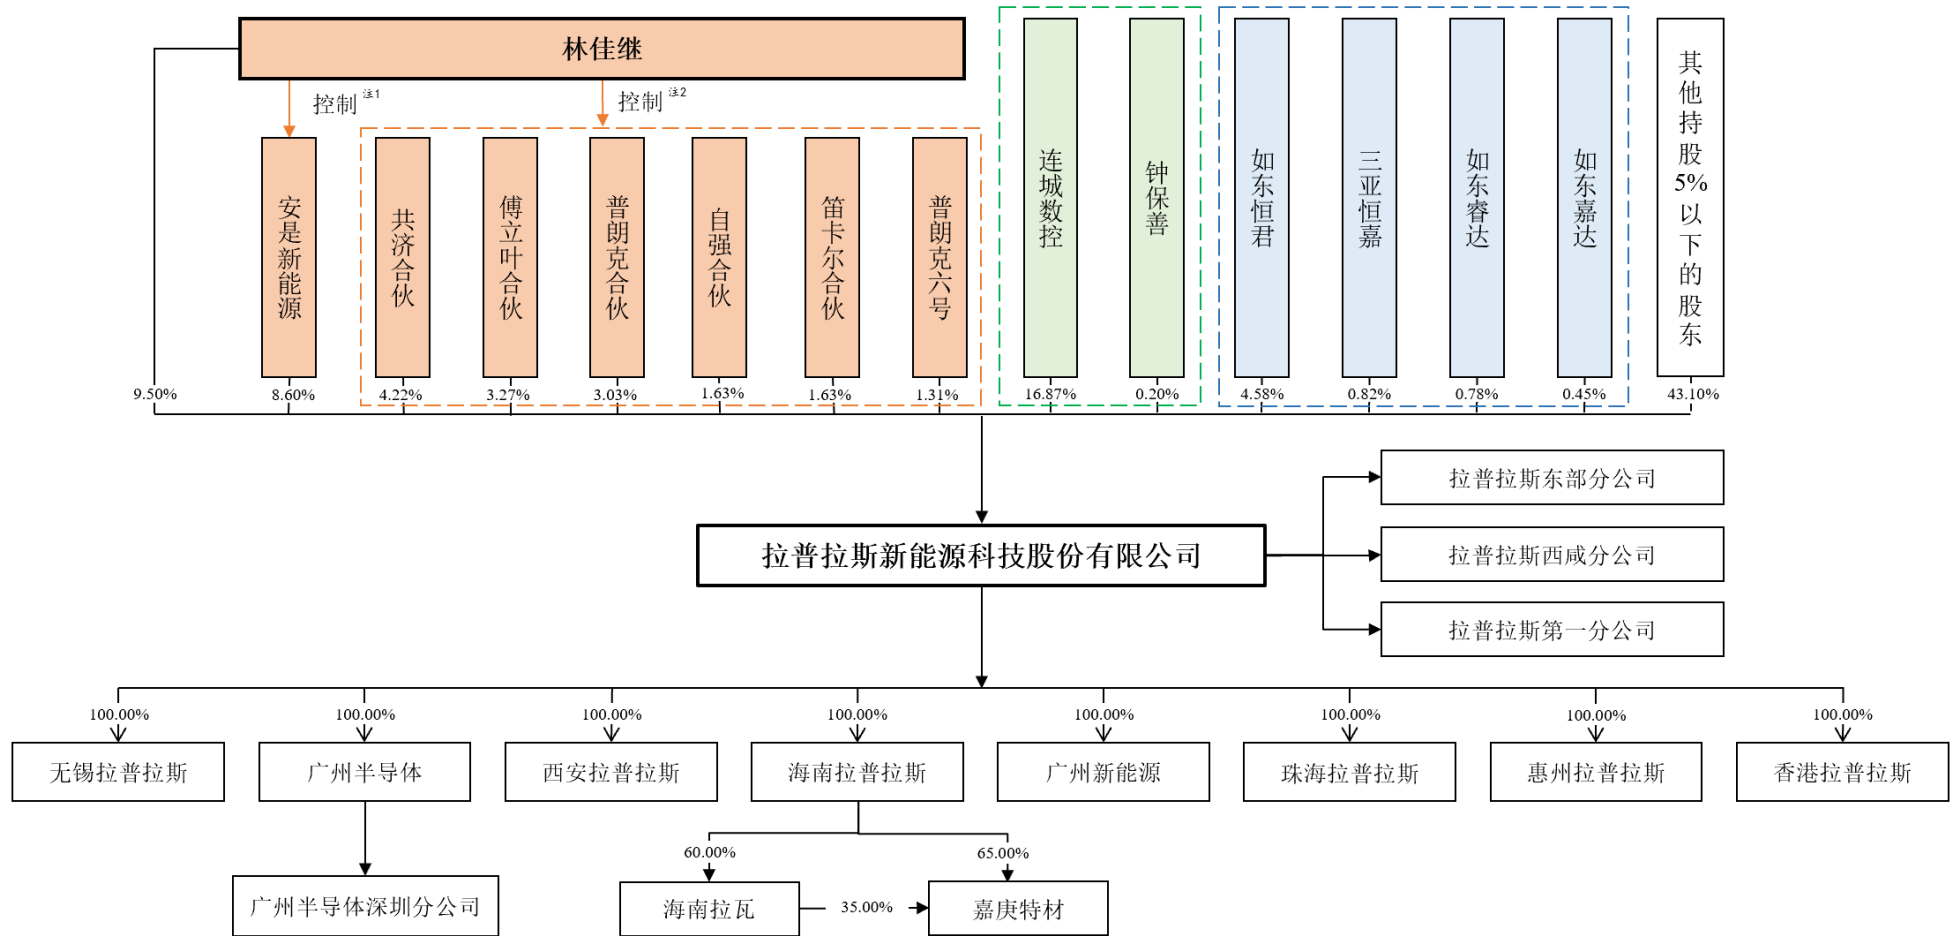 林佳继
控制注1
控制注2
安是新能源
共济合伙
傅立叶合伙
普朗克合伙
自强合伙
笛卡尔合伙
普朗克六号
连城数控
钟保善
如东恒君
三亚恒嘉
如东睿达
如东嘉达
其他持股5%以下的股东
9.50%
8.60%
4.22%
3.27%
3.03%
1.63%
1.63%
1.31%
16.87%
0.20%
4.58%
0.82%
0.78%
0.45%
43.10%
拉普拉斯新能源科技股份有限公司
拉普拉斯东部分公司
拉普拉斯西咸分公司
拉普拉斯第一分公司
100.00%
100.00%
100.00%
100.00%
100.00%
100.00%
100.00%
100.00%
无锡拉普拉斯
广州半导体
西安拉普拉斯
海南拉普拉斯
广州新能源
珠海拉普拉斯
惠州拉普拉斯
香港拉普拉斯
60.00%
65.00%
广州半导体深圳分公司
海南拉瓦
35.00%
嘉庚特材